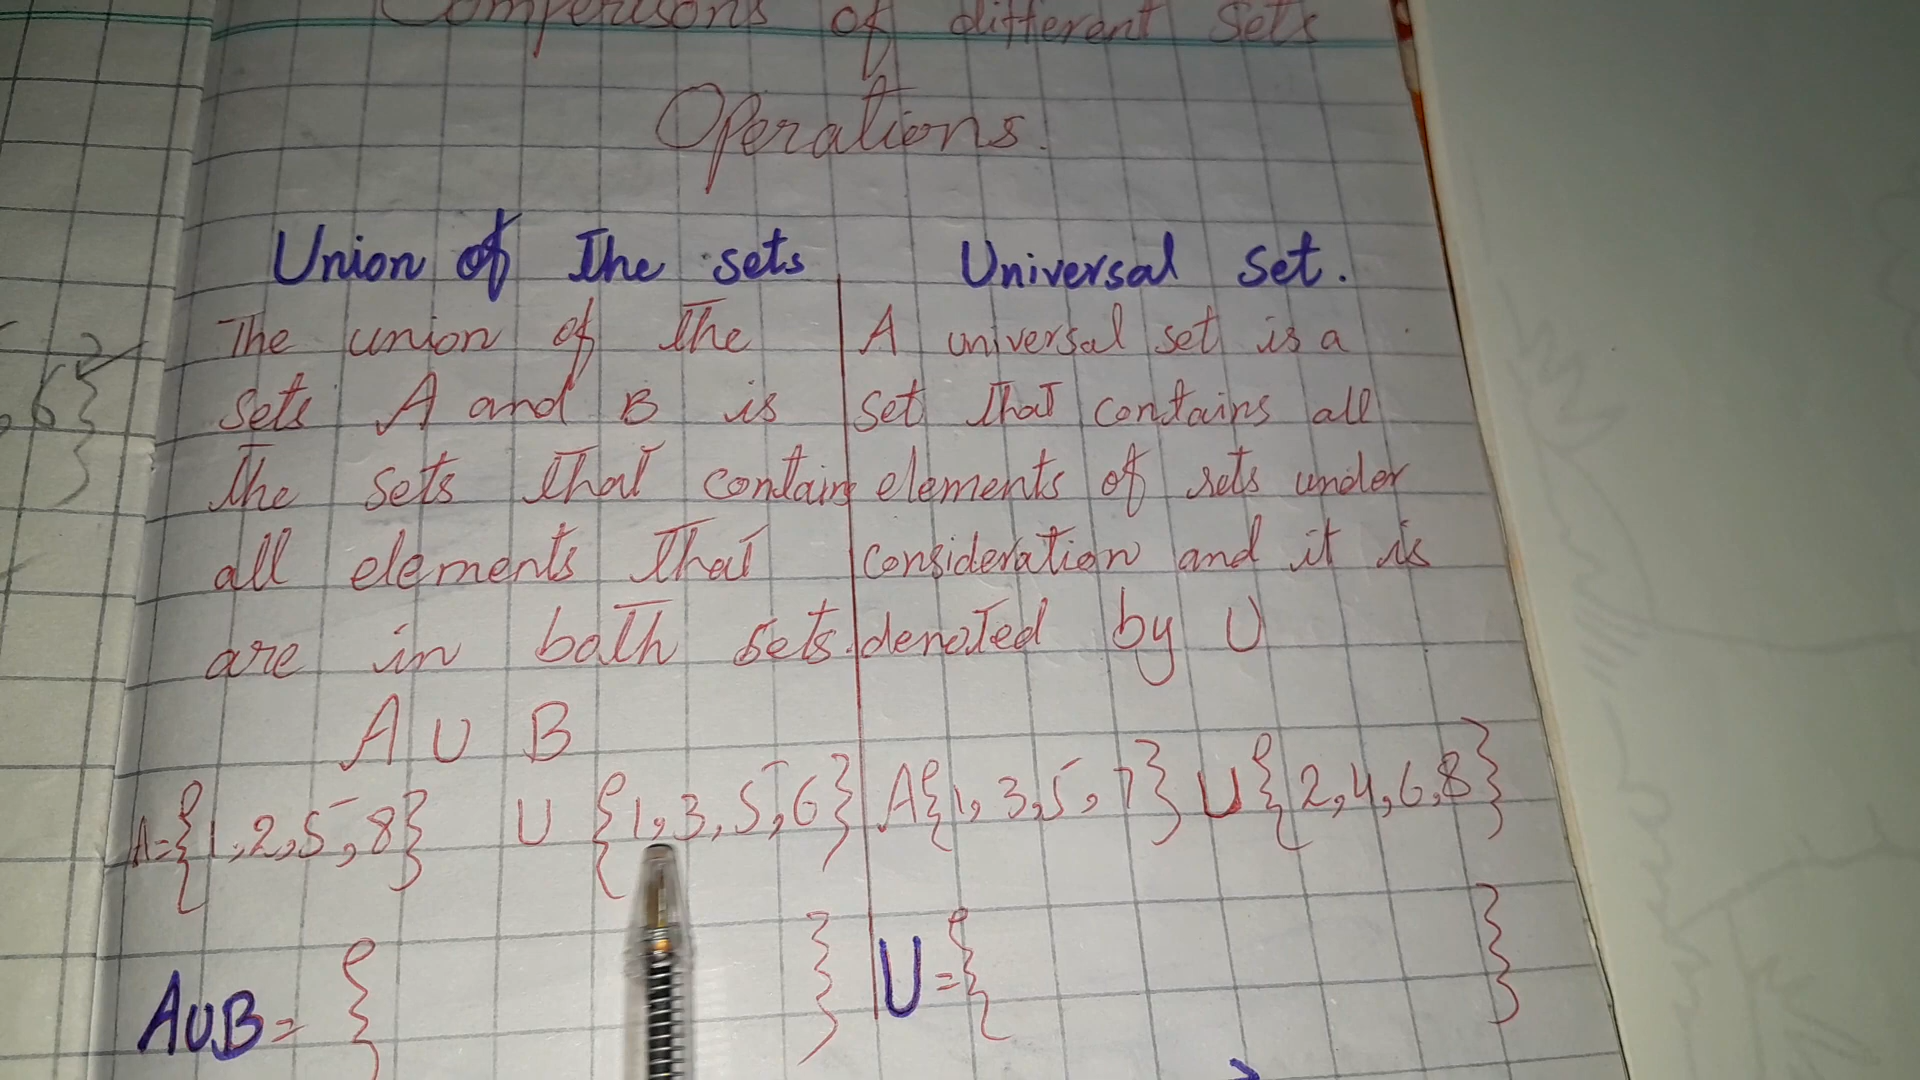 Comperisons of different Sets
Operations.
Union of The sets
The union of the
sets A and B is
the sets that contains
all elements that
are in both sets.
A U B
A={1,2,5,8} U {1,3,5,6}
AUB={ }
Universal set.
A universal set is a
set that contains all
elements of sets under
consideration and it is
denoted by U
A{1,3,5,7} U {2,4,6,8}
U={ }
,6}